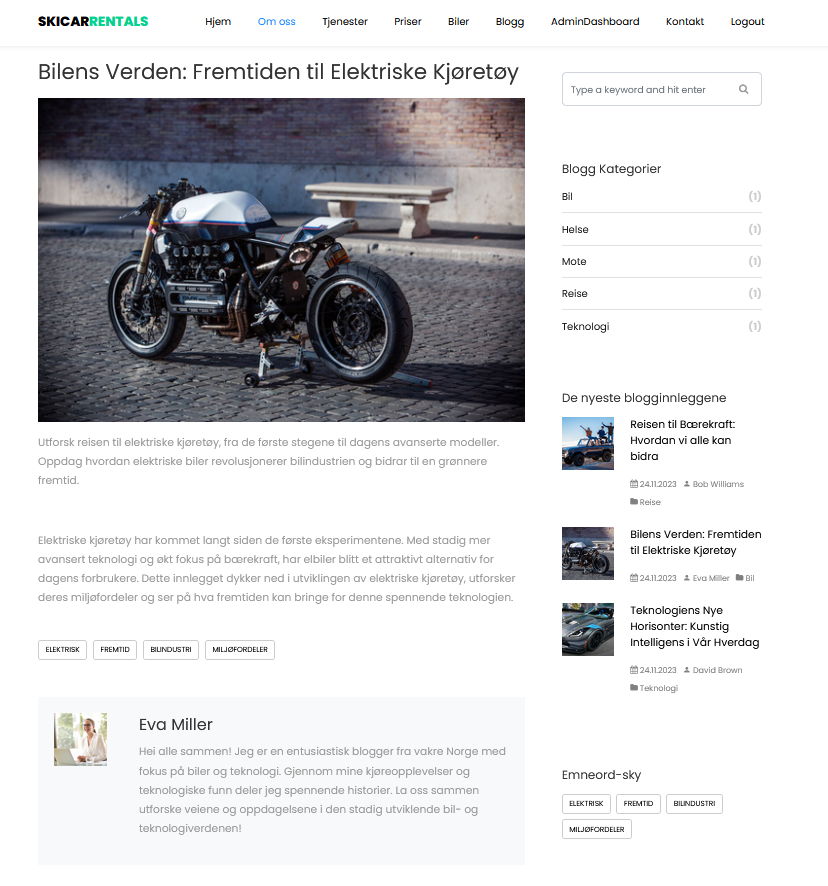 SKICARRENTALS
Hjem Om oss Tjenester Priser Biler Blogg AdminDashboard Kontakt Logout
Bilens Verden: Fremtiden til Elektriske Kjøretøy
Utforsk reisen til elektriske kjøretøy, fra de første stegene til dagens avanserte modeller.
Oppdag hvordan elektriske biler revolusjonerer bilindustrien og bidrar til en grønnere
fremtid.
Elektriske kjøretøy har kommet langt siden de første eksperimentene. Med stadig mer
avansert teknologi og økt fokus på bærekraft, har elbiler blitt et attraktivt alternativ for
dagens forbrukere. Dette innlegget dykker ned i utviklingen av elektriske kjøretøy, utforsker
deres miljøfordeler og ser på hva fremtiden kan bringe for denne spennende teknologien.
ELEKTRISK FREMTID BILINDUSTRI MILJØFORDELER
Eva Miller
Hei alle sammen! Jeg er en entusiastisk blogger fra vakre Norge med
fokus på biler og teknologi. Gjennom mine kjøreopplevelser og
teknologiske funn deler jeg spennende historier. La oss sammen
utforske veiene og oppdagelsene i den stadig utviklende bil- og
teknologiverdenen!
Type a keyword and hit enter
Blogg Kategorier
Bil (1)
Helse (1)
Mote (1)
Reise (1)
Teknologi (1)
De nyeste blogginnleggene
Reisen til Bærekraft:
Hvordan vi alle kan
bidra
24.11.2023 Bob Williams
Reise
Bilens Verden: Fremtiden
til Elektriske Kjøretøy
24.11.2023 Eva Miller Bil
Teknologiens Nye
Horisonter: Kunstig
Intelligens i Vår Hverdag
24.11.2023 David Brown
Teknologi
Emneord-sky
ELEKTRISK FREMTID BILINDUSTRI
MILJØFORDELER